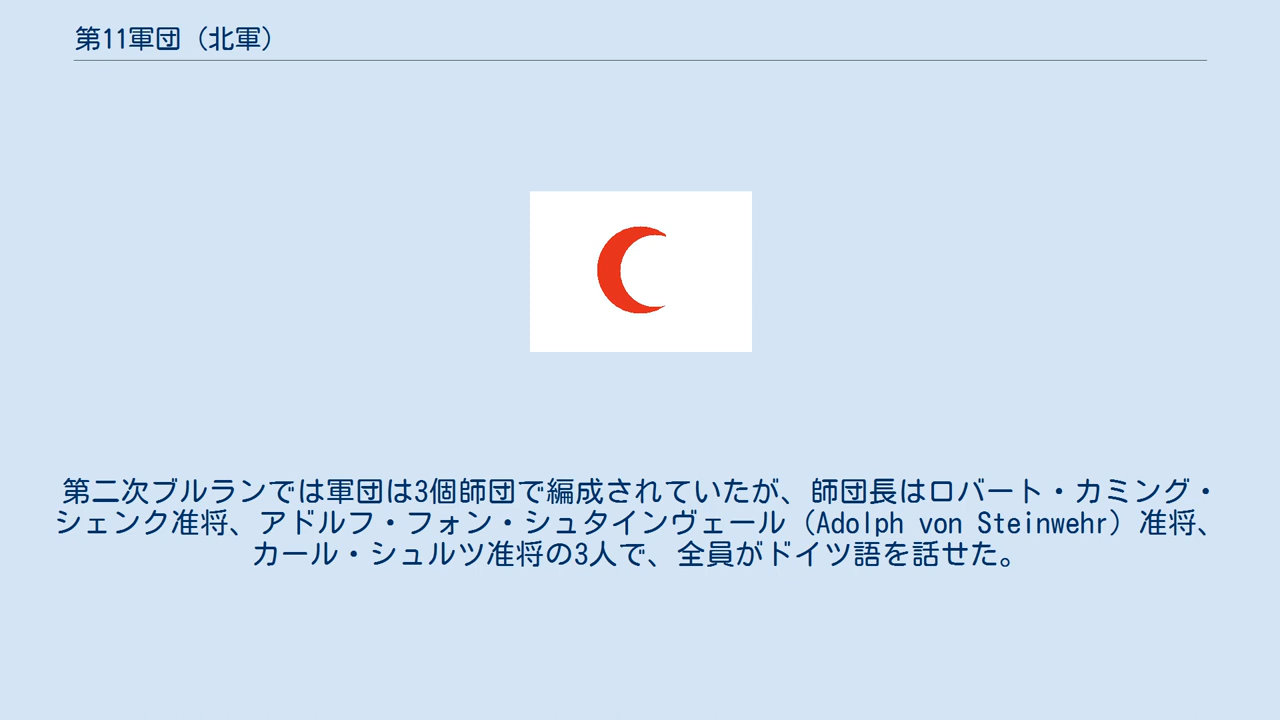 第11軍団（北軍）
第二次ブルランでは軍団は3個師団で編成されていたが、師団長はロバート・カミング・
シェンク准将、アドルフ・フォン・シュタインヴェール（Adolph von Steinwehr）准将、
カール・シュルツ准将の3人で、全員がドイツ語を話せた。